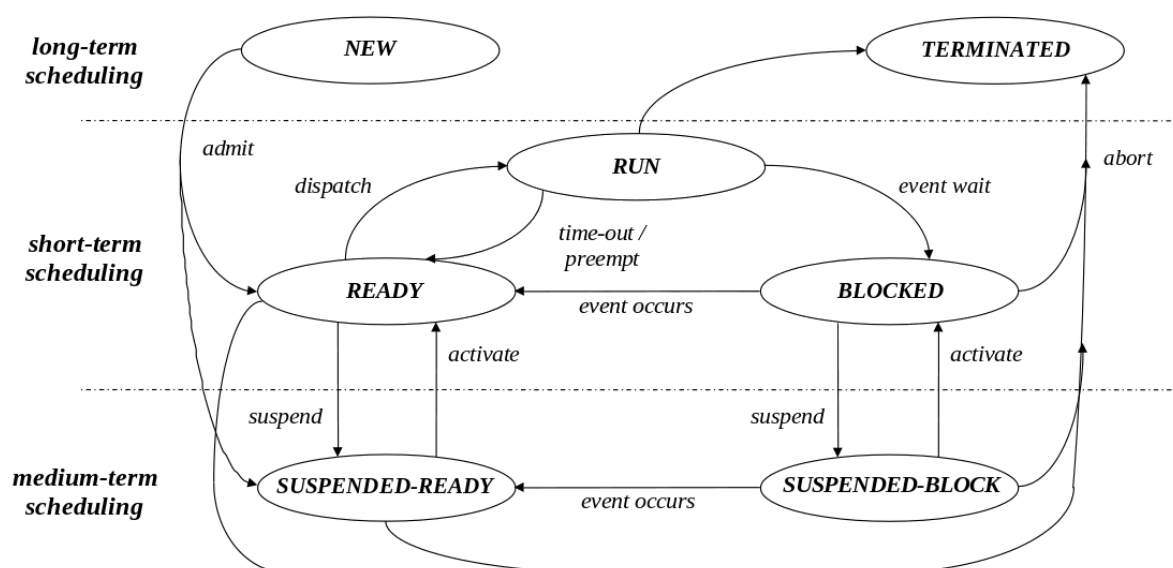 long-term
scheduling
NEW
TERMINATED
admit
dispatch
RUN
event wait
abort
short-term
scheduling
time-out /
preempt
READY
event occurs
BLOCKED
activate
activate
suspend
suspend
medium-term
scheduling
SUSPENDED-READY
event occurs
SUSPENDED-BLOCK